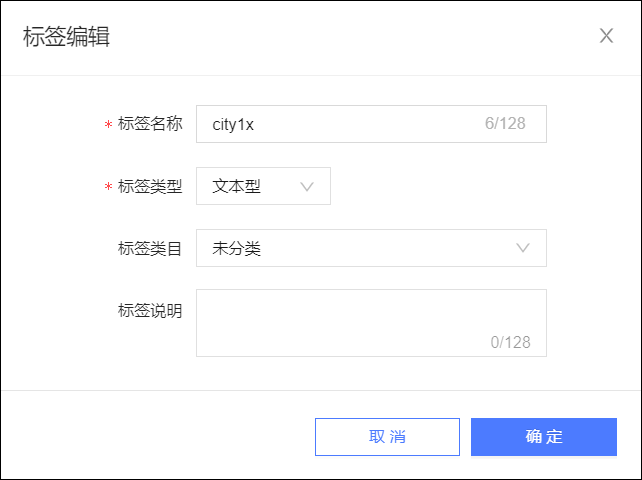 标签编辑
* 标签名称 city1x 6/128
* 标签类型 文本型
标签类目 未分类
标签说明
0/128
取消 确定